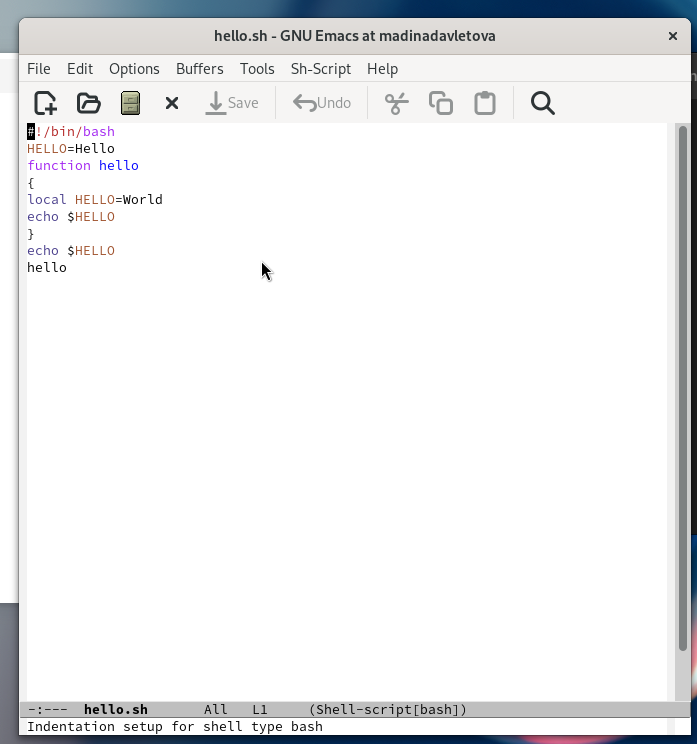 hello.sh - GNU Emacs at madinadavletova
File Edit Options Buffers Tools Sh-Script Help
Save Undo
#!/bin/bash
HELLO=Hello
function hello
{
local HELLO=World
echo $HELLO
}
echo $HELLO
hello
-:--- hello.sh All L1 (Shell-script[bash])
Indentation setup for shell type bash